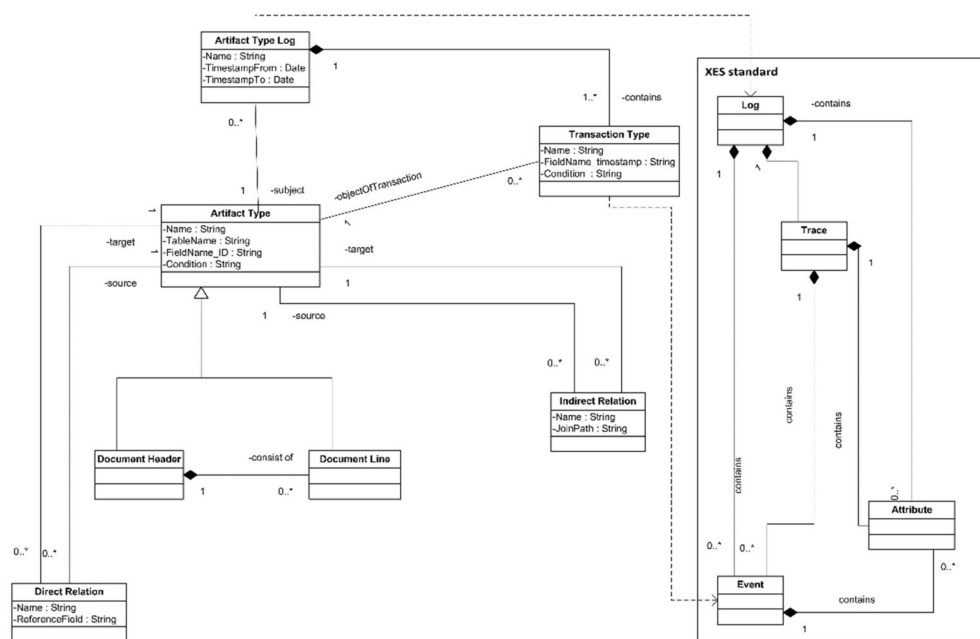 Artifact Type Log
-Name : String
-TimestampFrom : Date
-TimestampTo : Date
1
1..*
-contains
0..*
1
-subject
Transaction Type
-Name : String
-FieldName_timestamp : String
-Condition : String
0..*
-objectOfTransaction
1
Artifact Type
-Name : String
-TableName : String
-FieldName_ID : String
-Condition : String
1
-target
1
-source
-target
1
1
-source
0..*
0..*
Indirect Relation
-Name : String
-JoinPath : String
Document Header
-consist of
1
0..*
Document Line
0..*
0..*
Direct Relation
-Name : String
-ReferenceField : String
XES standard
Log
-contains
1
1
1
Trace
1
1
contains
contains
contains
0..*
Attribute
0..*
0..*
0..*
Event
contains
1